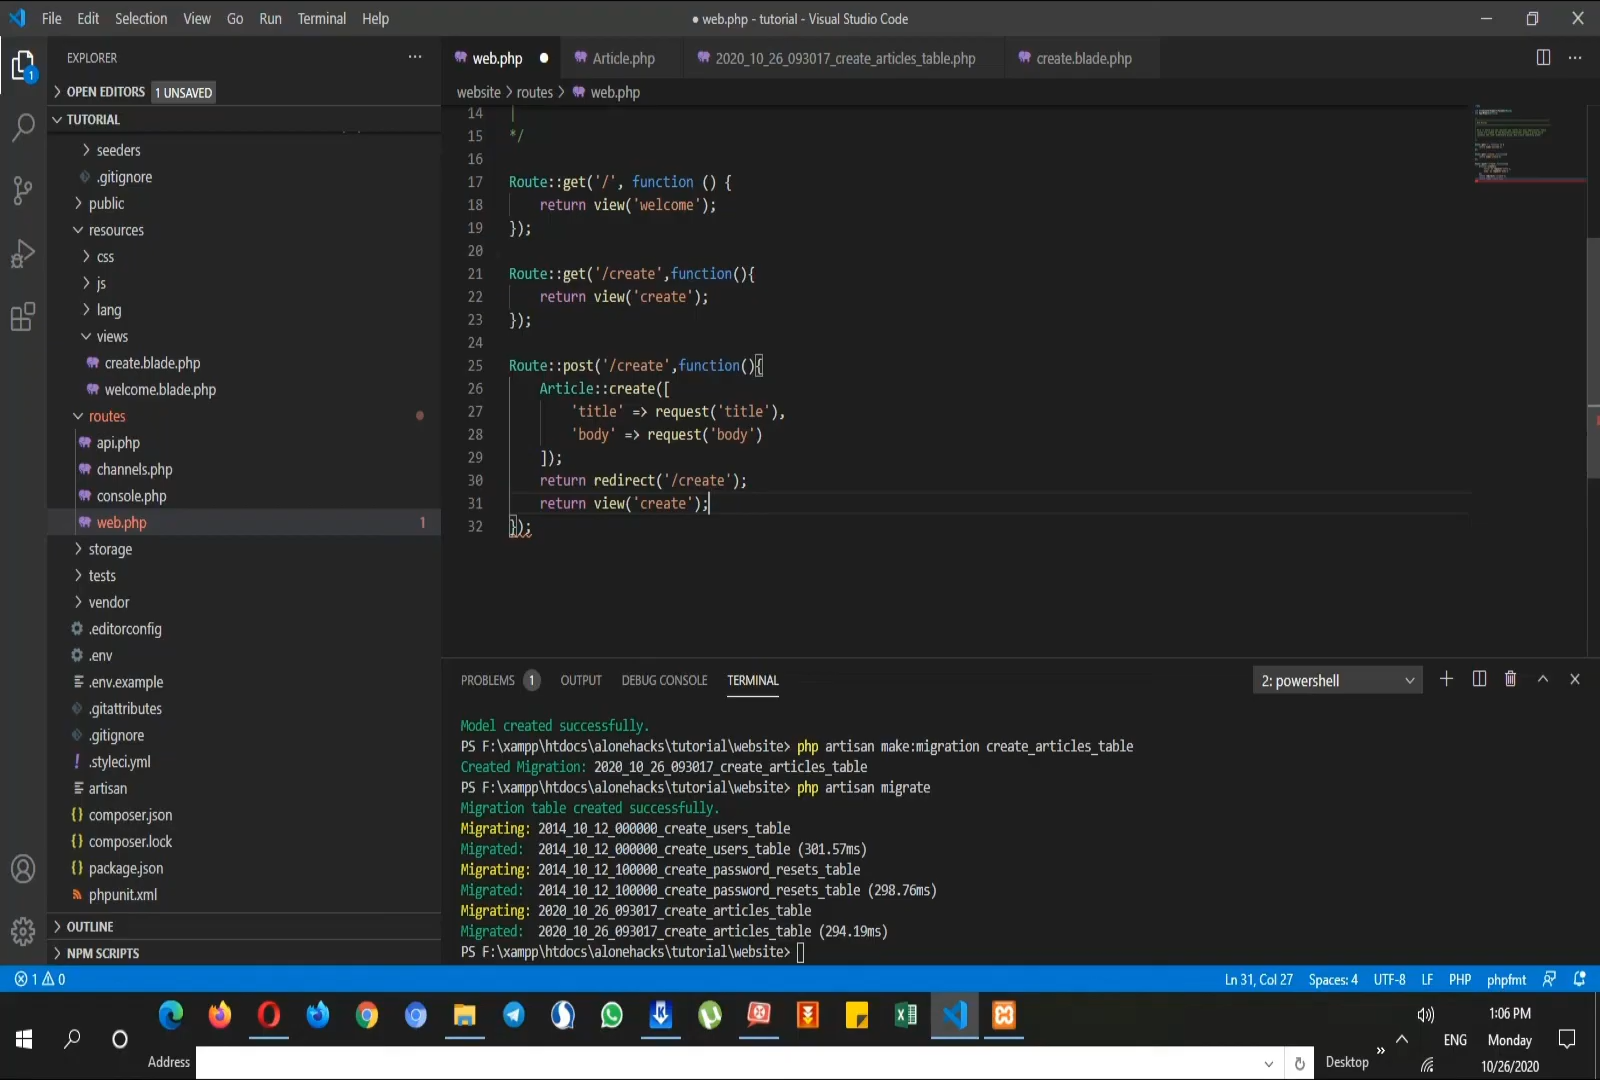 File Edit Selection View Go Run Terminal Help
● web.php - tutorial - Visual Studio Code
EXPLORER
OPEN EDITORS 1 UNSAVED
TUTORIAL
seeders
.gitignore
public
resources
css
js
lang
views
create.blade.php
welcome.blade.php
routes
api.php
channels.php
console.php
web.php 1
storage
tests
vendor
.editorconfig
.env
.env.example
.gitattributes
.gitignore
.styleci.yml
artisan
composer.json
composer.lock
package.json
phpunit.xml
OUTLINE
NPM SCRIPTS
1
web.php Article.php 2020_10_26_093017_create_articles_table.php create.blade.php
website > routes > web.php
14 |
15 */
16
17 Route::get('/', function () {
18 return view('welcome');
19 });
20
21 Route::get('/create',function(){
22 return view('create');
23 });
24
25 Route::post('/create',function(){
26 Article::create([
27 'title' => request('title'),
28 'body' => request('body')
29 ]);
30 return redirect('/create');
31 return view('create');
32 });
PROBLEMS 1 OUTPUT DEBUG CONSOLE TERMINAL 2: powershell
Model created successfully.
PS F:\xampp\htdocs\alonehacks\tutorial\website> php artisan make:migration create_articles_table
Created Migration: 2020_10_26_093017_create_articles_table
PS F:\xampp\htdocs\alonehacks\tutorial\website> php artisan migrate
Migration table created successfully.
Migrating: 2014_10_12_000000_create_users_table
Migrated: 2014_10_12_000000_create_users_table (301.57ms)
Migrating: 2014_10_12_100000_create_password_resets_table
Migrated: 2014_10_12_100000_create_password_resets_table (298.76ms)
Migrating: 2020_10_26_093017_create_articles_table
Migrated: 2020_10_26_093017_create_articles_table (294.19ms)
PS F:\xampp\htdocs\alonehacks\tutorial\website>
1 0 Ln 31, Col 27 Spaces: 4 UTF-8 LF PHP phpfmt
Address
Desktop »
ENG
1:06 PM
Monday
10/26/2020